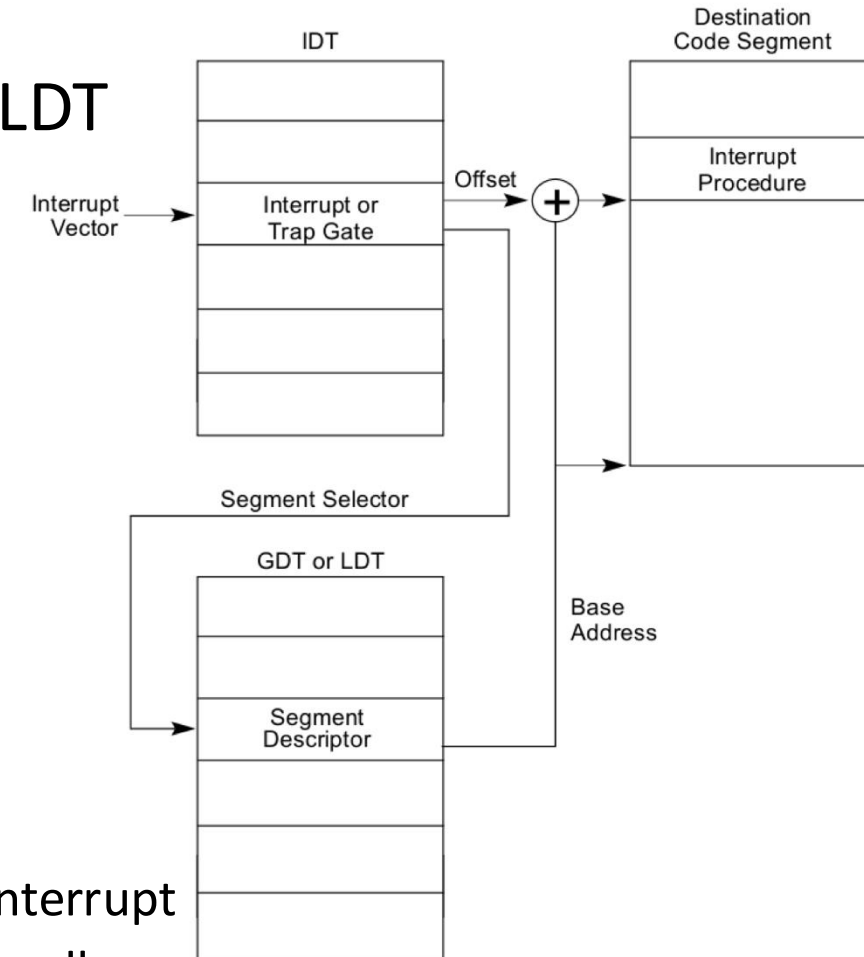 LDT
IDT
Destination
Code Segment
Interrupt
Vector
Interrupt or
Trap Gate
Offset
+
Interrupt
Procedure
Segment Selector
GDT or LDT
Base
Address
Segment
Descriptor
nterrupt